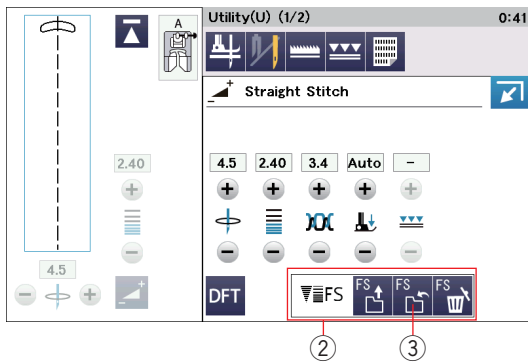 A
Utility(U) (1/2) 0:41
Straight Stitch
2.40
4.5 2.40 3.4 Auto –
4.5
DFT FS FS FS FS
② ③